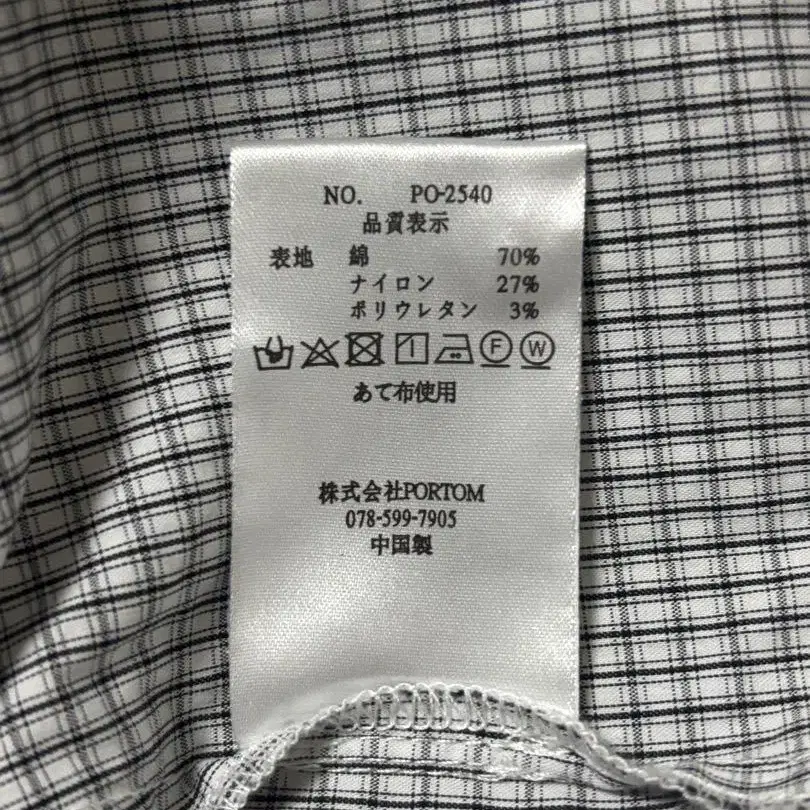 NO. PO-2540
品質表示
表地 綿 70%
ナイロン 27%
ポリウレタン 3%
P W
あて布使用
株式会社PORTOM
078-599-7905
中国製